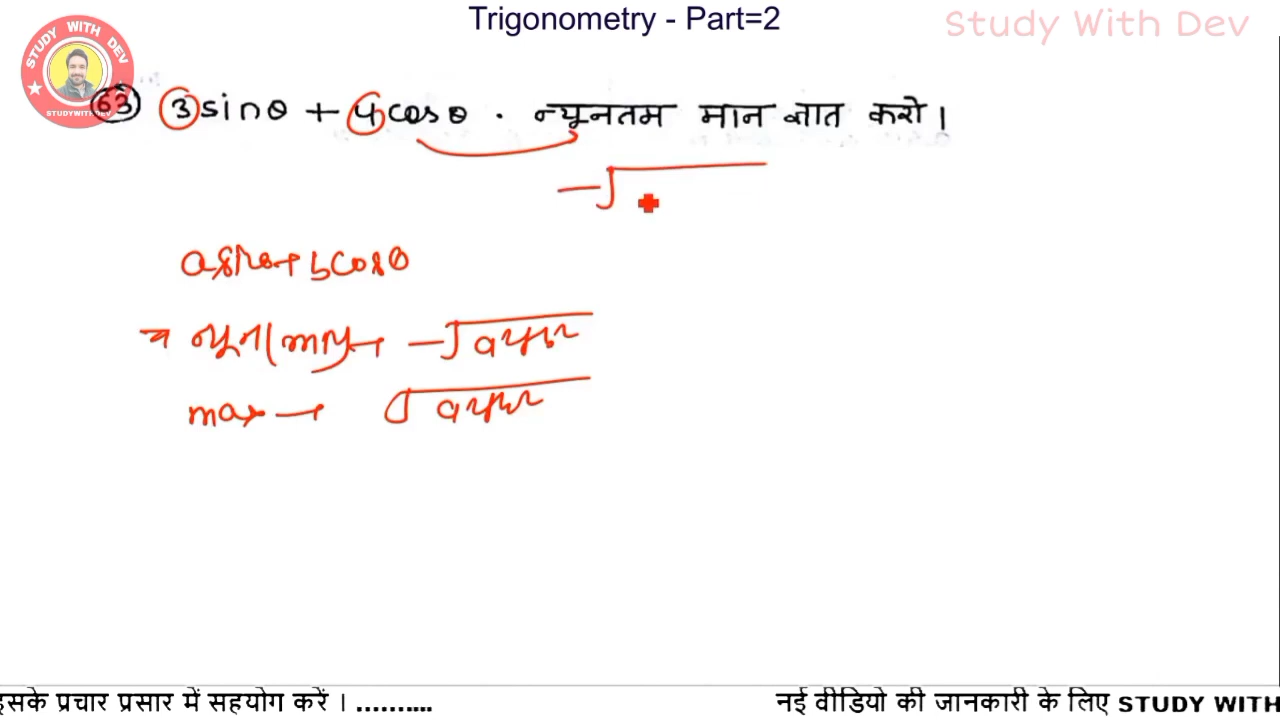 Trigonometry - Part=2
Study With Dev
STUDY WITH DEV
STUDYWITHDEV
63) 3sinθ + 4cosθ . न्यूनतम मान ज्ञात करो।
-√
asinθ + bcosθ
⇒ न्यून(min) → -√a²+b²
max → √a²+b²
इसके प्रचार प्रसार में सहयोग करें । .........
नई वीडियो की जानकारी के लिए STUDY WITH